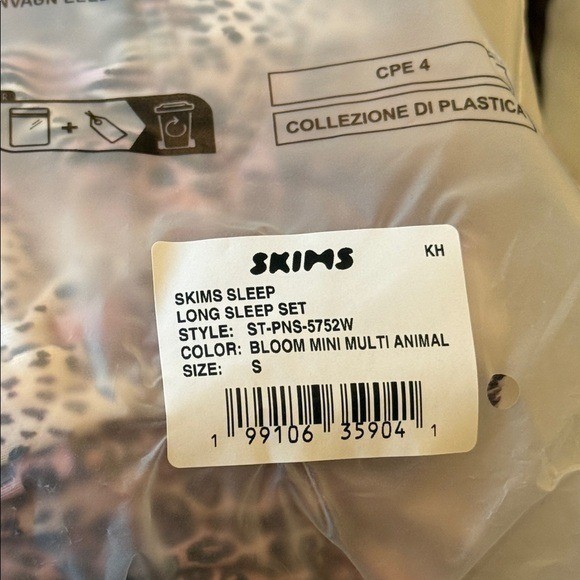 CPE 4
COLLEZIONE DI PLASTICA
SKIMS
KH
SKIMS SLEEP
LONG SLEEP SET
STYLE: ST-PNS-5752W
COLOR: BLOOM MINI MULTI ANIMAL
SIZE: S
1 99106 35904 1